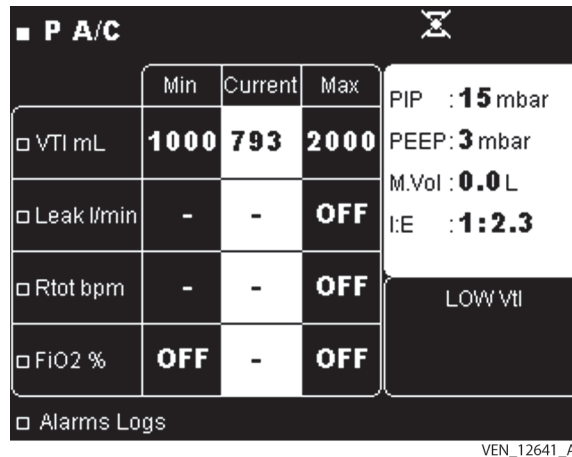 P A/C
Min Current Max
VTI mL 1000 793 2000
Leak l/min - - OFF
Rtot bpm - - OFF
FiO2 % OFF - OFF
PIP : 15 mbar
PEEP: 3 mbar
M.Vol : 0.0 L
I:E : 1:2.3
LOW VtI
Alarms Logs
VEN_12641_A